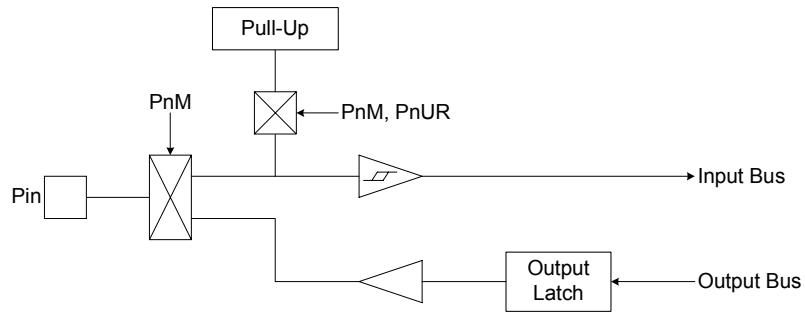 Pull-Up
PnM
PnM, PnUR
Pin
Input Bus
Output
Latch
Output Bus